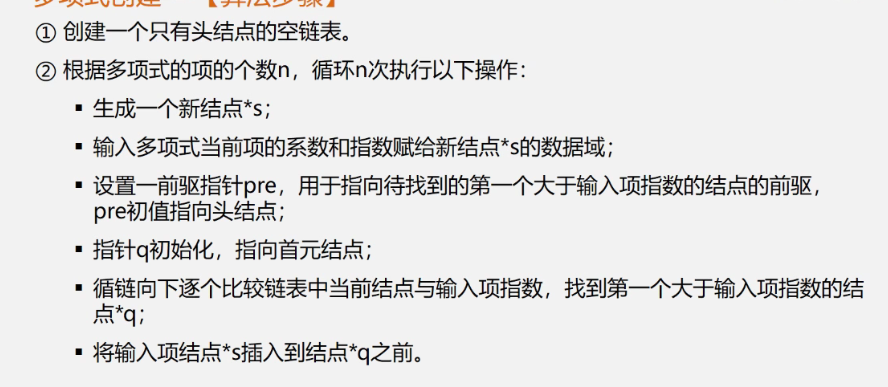 多项式创建——【算法步骤】
① 创建一个只有头结点的空链表。
② 根据多项式的项的个数n，循环n次执行以下操作：
▪ 生成一个新结点*s；
▪ 输入多项式当前项的系数和指数赋给新结点*s的数据域；
▪ 设置一前驱指针pre，用于指向待找到的第一个大于输入项指数的结点的前驱，
pre初值指向头结点；
▪ 指针q初始化，指向首元结点；
▪ 循链向下逐个比较链表中当前结点与输入项指数，找到第一个大于输入项指数的结
点*q；
▪ 将输入项结点*s插入到结点*q之前。